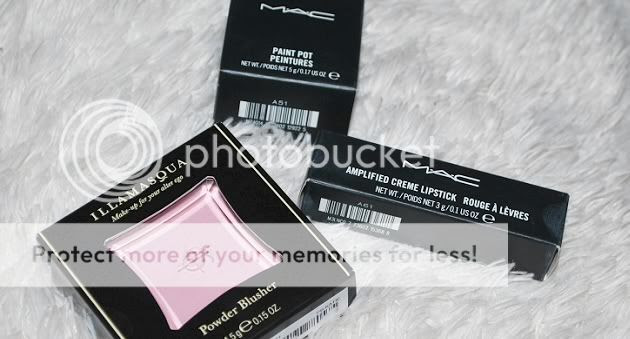 MAC
PAINT POT
PEINTURES
NET WT./POIDS NET 5 g/0.17 US OZ ℮
A51
photobucket
MAC
AMPLIFIED CREME LIPSTICK ROUGE À LÈVRES
NET WT./POIDS NET 3 g/0.1 US OZ ℮
A61
ILLAMASQUA
Make-up for your alter ego
Protect more of your memories for less!
Powder Blusher
4.5g ℮ 0.15 OZ.